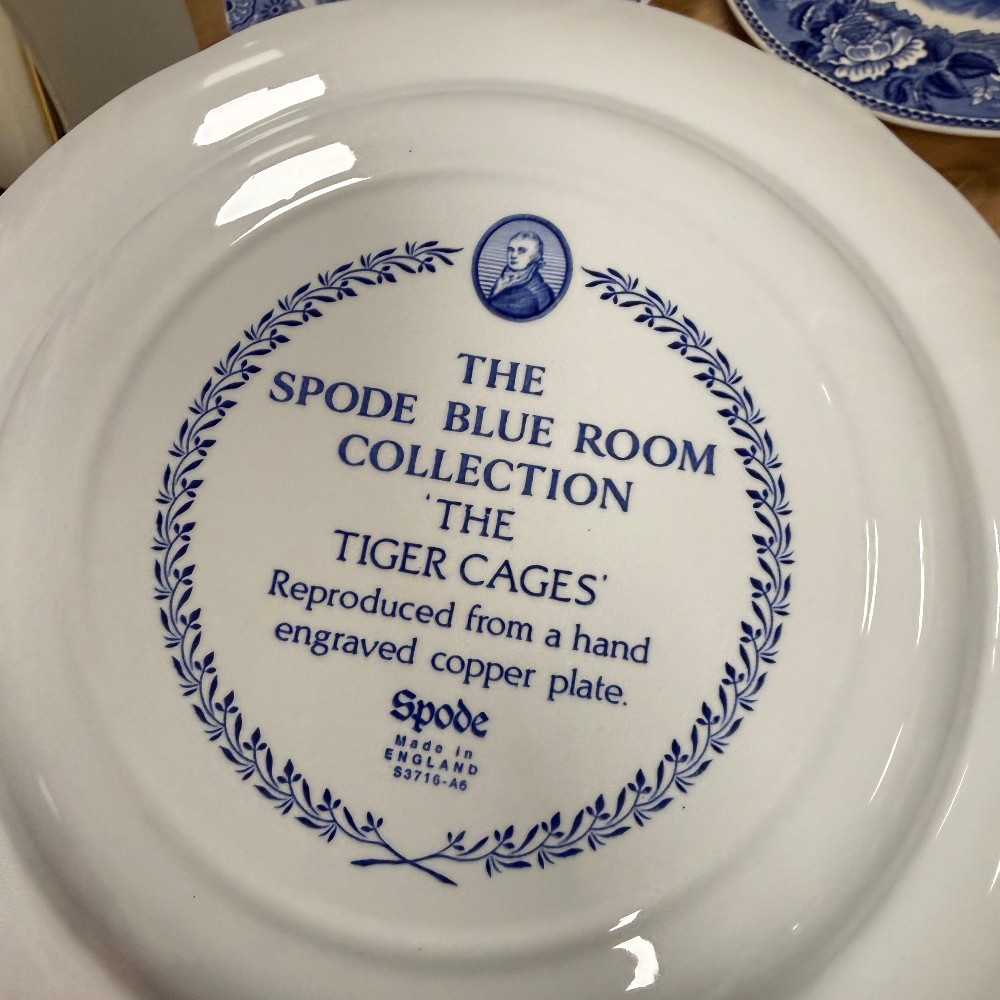 THE
SPODE BLUE ROOM
COLLECTION
'THE
TIGER CAGES'
Reproduced from a hand
engraved copper plate.
Spode
Made in
ENGLAND
S3716-A6